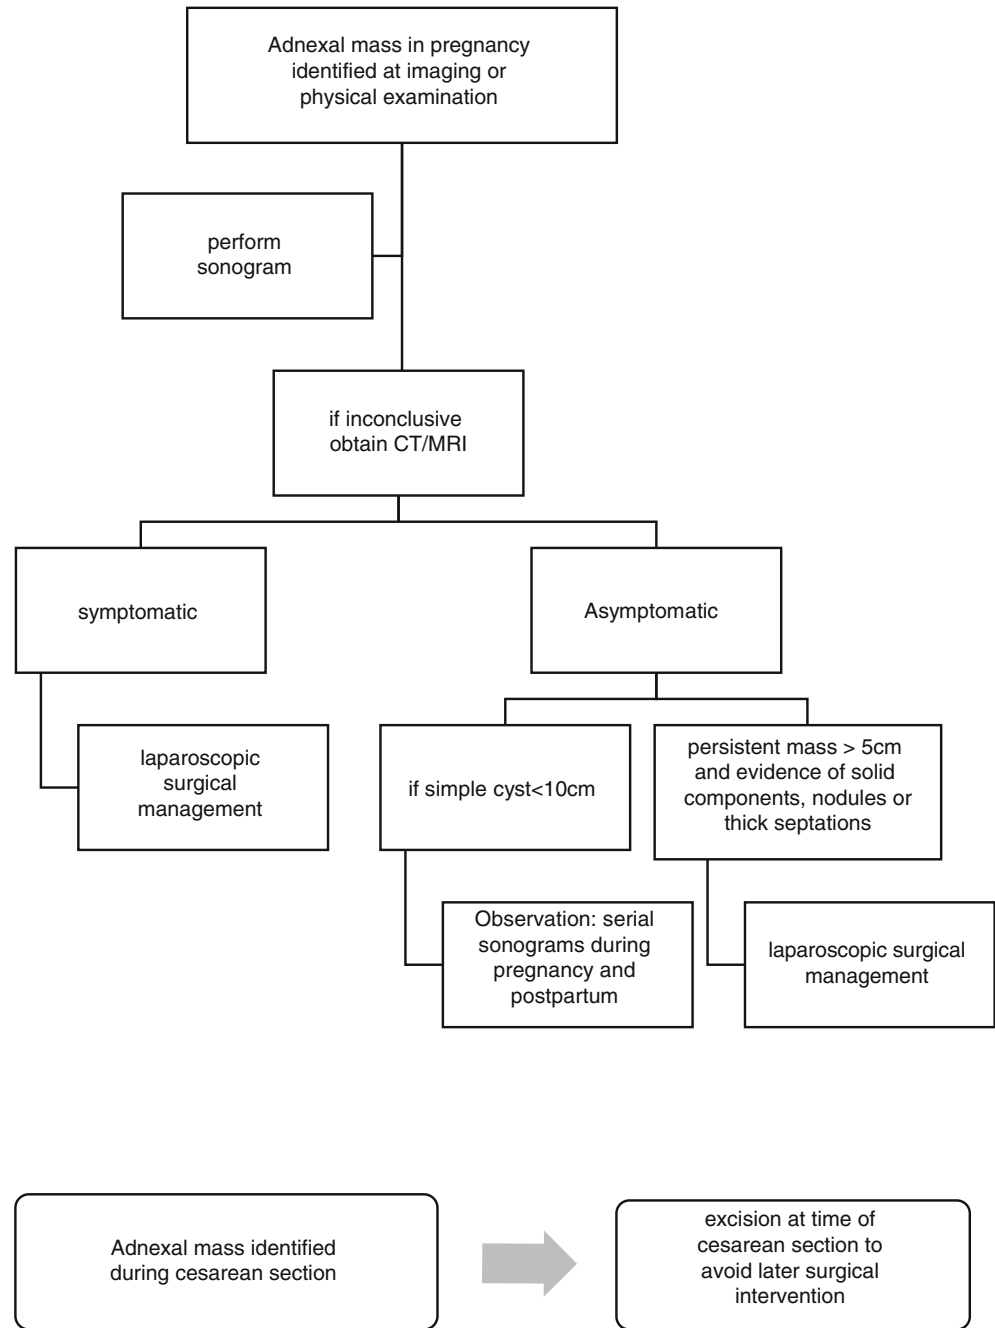 Adnexal mass in pregnancy
identified at imaging or
physical examination
perform
sonogram
if inconclusive
obtain CT/MRI
symptomatic
Asymptomatic
laparoscopic
surgical
management
if simple cyst<10cm
persistent mass > 5cm
and evidence of solid
components, nodules or
thick septations
Observation: serial
sonograms during
pregnancy and
postpartum
laparoscopic surgical
management
Adnexal mass identified
during cesarean section
excision at time of
cesarean section to
avoid later surgical
intervention